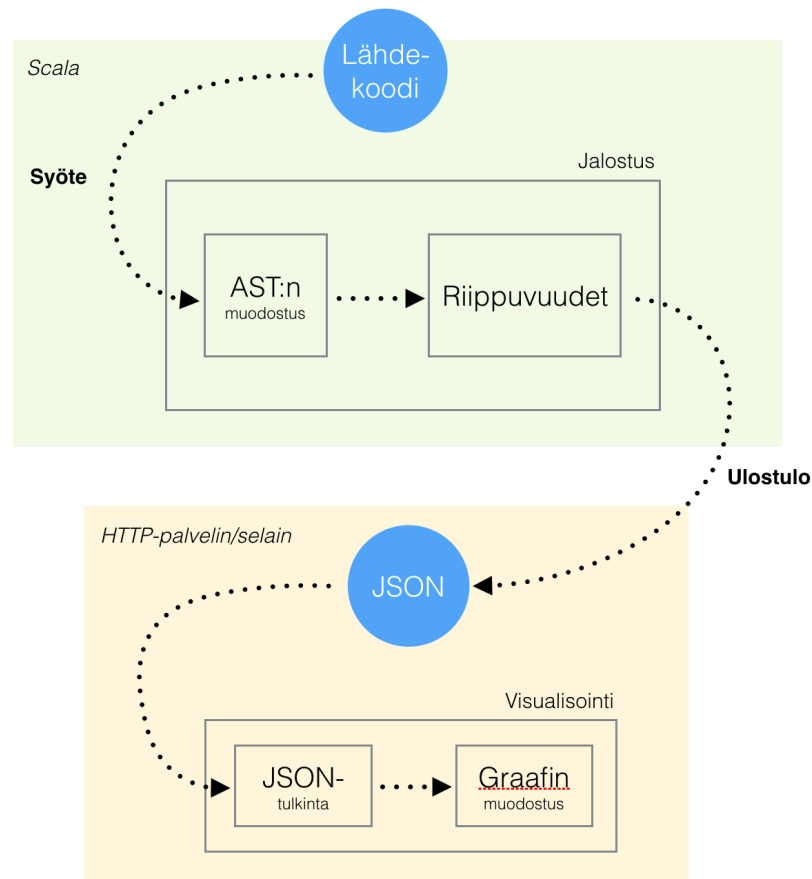 Scala
Lähde-
koodi
Syöte
Jalostus
AST:n
muodostus
Riippuvuudet
Ulostulo
HTTP-palvelin/selain
JSON
Visualisointi
JSON-
tulkinta
Graafin
muodostus